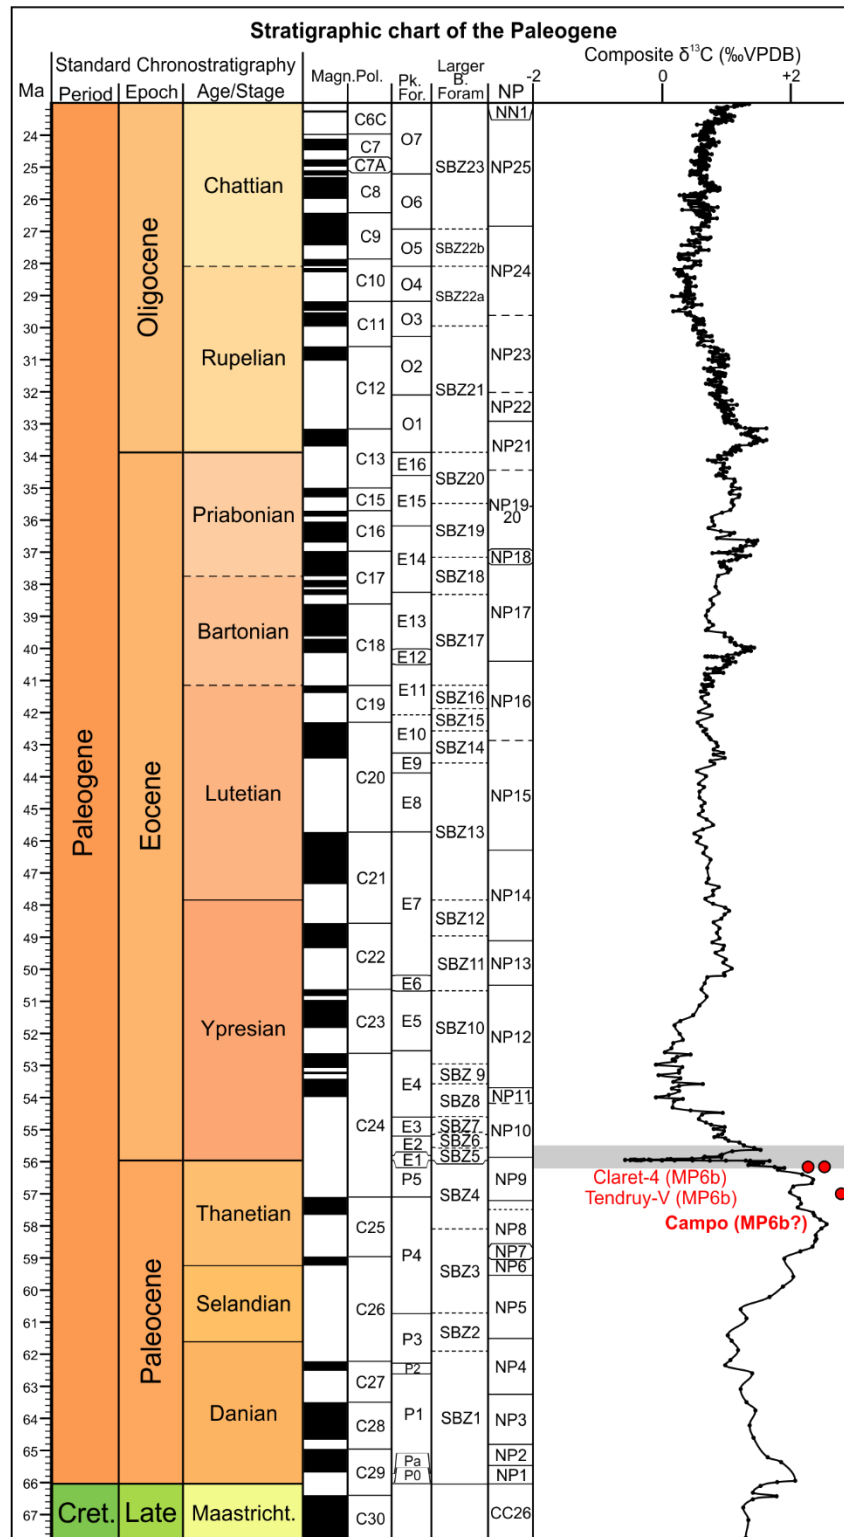 Stratigraphic chart of the Paleogene
Standard Chronostratigraphy
Ma
Period
Epoch
Age/Stage
Magn.Pol.
Pk.
For.
Larger
B.
Foram
NP
Composite δ¹³C (‰VPDB)
-2
0
+2
24
25
26
27
28
29
30
31
32
33
34
35
36
37
38
39
40
41
42
43
44
45
46
47
48
49
50
51
52
53
54
55
56
57
58
59
60
61
62
63
64
65
66
67
Paleogene
Cret.
Oligocene
Eocene
Paleocene
Late
Chattian
Rupelian
Priabonian
Bartonian
Lutetian
Ypresian
Thanetian
Selandian
Danian
Maastricht.
C6C
C7
C7A
C8
C9
C10
C11
C12
C13
C15
C16
C17
C18
C19
C20
C21
C22
C23
C24
C25
C26
C27
C28
C29
C30
O7
O6
O5
O4
O3
O2
O1
E16
E15
E14
E13
E12
E11
E10
E9
E8
E7
E6
E5
E4
E3
E2
E1
P5
P4
P3
P2
P1
Pa
P0
SBZ23
SBZ22b
SBZ22a
SBZ21
SBZ20
SBZ19
SBZ18
SBZ17
SBZ16
SBZ15
SBZ14
SBZ13
SBZ12
SBZ11
SBZ10
SBZ 9
SBZ8
SBZ7
SBZ6
SBZ5
SBZ4
SBZ3
SBZ2
SBZ1
NN1
NP25
NP24
NP23
NP22
NP21
NP19-
20
NP18
NP17
NP16
NP15
NP14
NP13
NP12
NP11
NP10
NP9
NP8
NP7
NP6
NP5
NP4
NP3
NP2
NP1
CC26
Claret-4 (MP6b)
Tendruy-V (MP6b)
Campo (MP6b?)